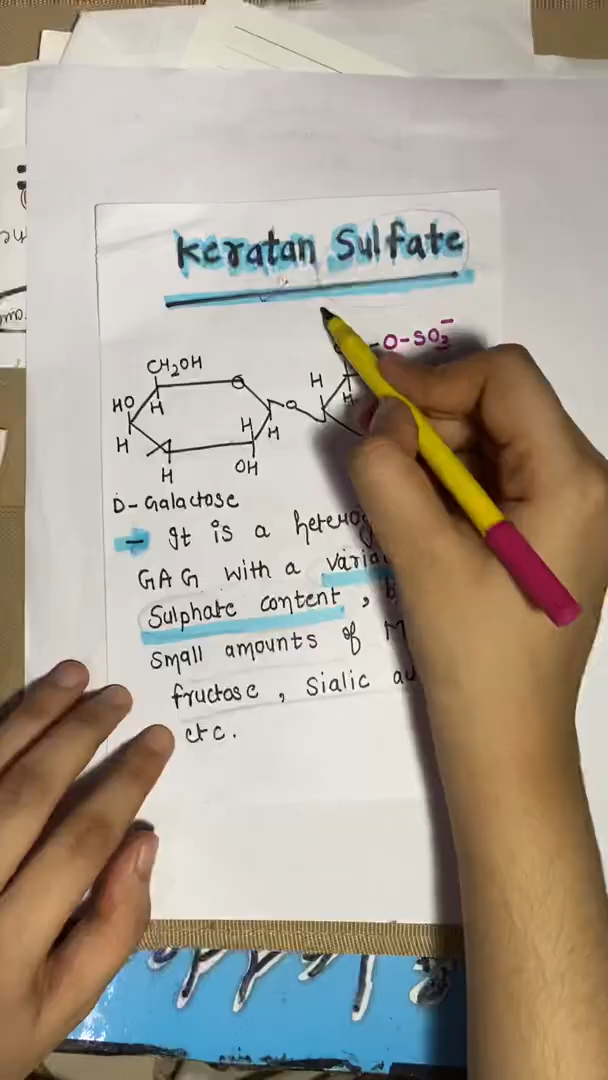 Keratan Sulfate
O-SO3-
CH2OH
O
HO
H
H
H
O
H
H
H
H
H
OH
D-Galactose
- It is a
GAG with a
Sulphate content ,
Small amounts of
fructose , Sialic
etc.